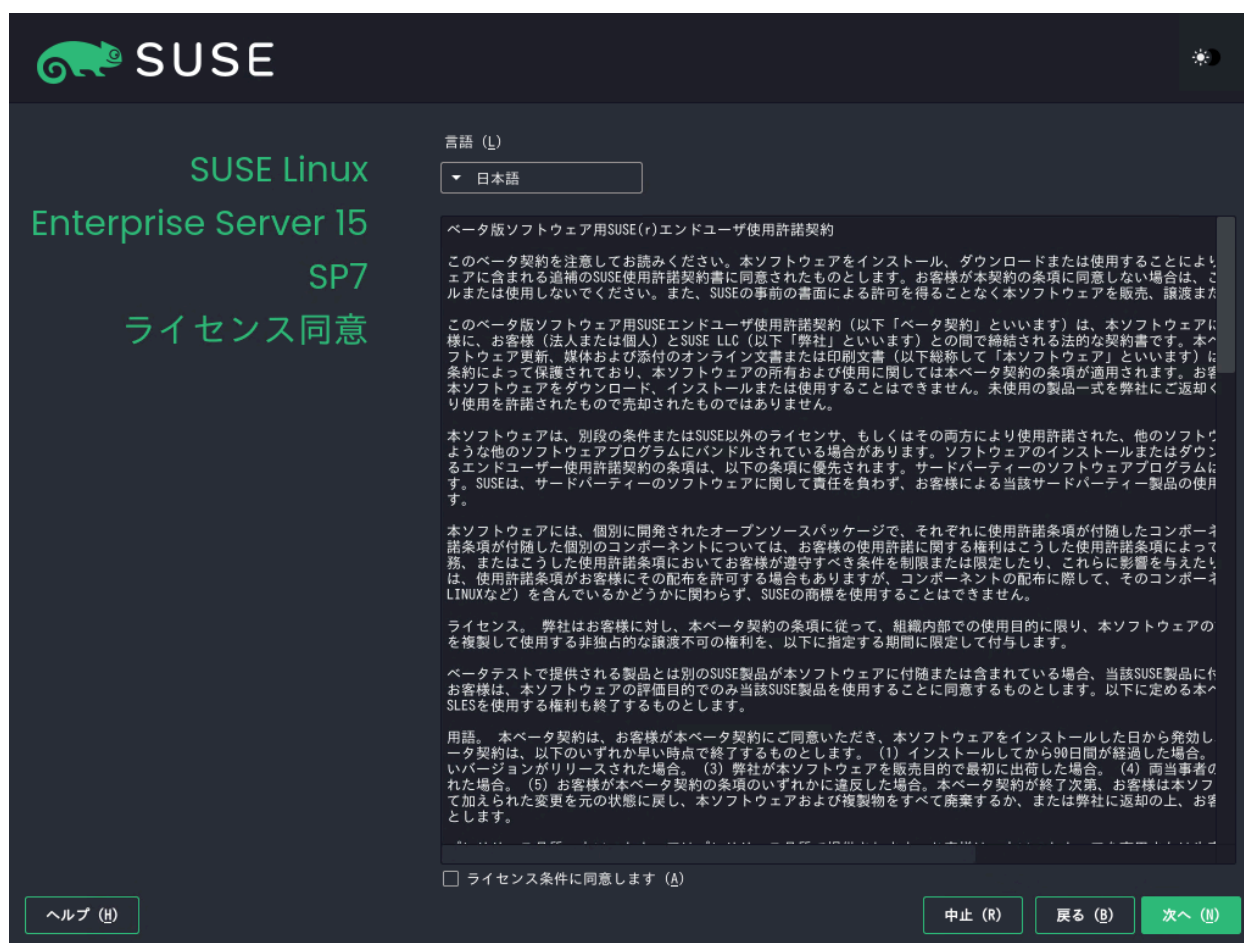 SUSE
SUSE Linux
Enterprise Server 15
SP7
ライセンス同意
言語 (L)
日本語
ベータ版ソフトウェア用SUSE(r)エンドユーザ使用許諾契約
このベータ契約を注意してお読みください。本ソフトウェアをインストール、ダウンロードまたは使用することにより
ェアに含まれる追補のSUSE使用許諾契約書に同意されたものとします。お客様が本契約の条項に同意しない場合は、こ
ルまたは使用しないでください。また、SUSEの事前の書面による許可を得ることなく本ソフトウェアを販売、譲渡また
このベータ版ソフトウェア用SUSEエンドユーザ使用許諾契約 (以下「ベータ契約」といいます) は、本ソフトウェアに
様に、お客様 (法人または個人) とSUSE LLC (以下「弊社」といいます) との間で締結される法的な契約書です。本ペ
フトウェア更新、媒体および添付のオンライン文書または印刷文書 (以下総称して「本ソフトウェア」といいます) は
条約によって保護されており、本ソフトウェアの所有および使用に関しては本ベータ契約の条項が適用されます。お客
本ソフトウェアをダウンロード、インストールまたは使用することはできません。未使用の製品一式を弊社にご返却く
り使用を許諾されたもので売却されたものではありません。
本ソフトウェアは、別段の条件またはSUSE以外のライセンサ、もしくはその両方により使用許諾された、他のソフトウ
ような他のソフトウェアプログラムにバンドルされている場合があります。ソフトウェアのインストールまたはダウン
るエンドユーザー使用許諾契約の条項は、以下の条項に優先されます。サードパーティーのソフトウェアプログラムは
す。SUSEは、サードパーティーのソフトウェアに関して責任を負わず、お客様による当該サードパーティー製品の使用
す。
本ソフトウェアには、個別に開発されたオープンソースパッケージで、それぞれに使用許諾条項が付随したコンポーネ
諾条項が付随した個別のコンポーネントについては、お客様の使用許諾に関する権利はこうした使用許諾条項によって
務、またはこうした使用許諾条項においてお客様が遵守すべき条件を制限または限定したり、これらに影響を与えたり
は、使用許諾条項がお客様にその配布を許可する場合もありますが、コンポーネントの配布に際して、そのコンポーネ
LINUXなど) を含んでいるかどうかに関わらず、SUSEの商標を使用することはできません。
ライセンス。 弊社はお客様に対し、本ベータ契約の条項に従って、組織内部での使用目的に限り、本ソフトウェアの
を複製して使用する非独占的な譲渡不可の権利を、以下に指定する期間に限定して付与します。
ベータテストで提供される製品とは別のSUSE製品が本ソフトウェアに付随または含まれている場合、当該SUSE製品に付
お客様は、本ソフトウェアの評価目的でのみ当該SUSE製品を使用することに同意するものとします。以下に定める本ペ
SLESを使用する権利も終了するものとします。
用語。 本ベータ契約は、お客様が本ベータ契約にご同意いただき、本ソフトウェアをインストールした日から発効し
ータ契約は、以下のいずれか早い時点で終了するものとします。 (1) インストールしてから90日間が経過した場合。
いバージョンがリリースされた場合。 (3) 弊社が本ソフトウェアを販売目的で最初に出荷した場合。 (4) 両当事者の
れた場合。 (5) お客様が本ベータ契約の条項のいずれかに違反した場合。本ベータ契約が終了次第、お客様は本ソフ
て加えられた変更を元の状態に戻し、本ソフトウェアおよび複製物をすべて廃棄するか、または弊社に返却の上、お客
とします。
ライセンス条件に同意します (A)
ヘルプ (H)
中止 (R)
戻る (B)
次へ (N)